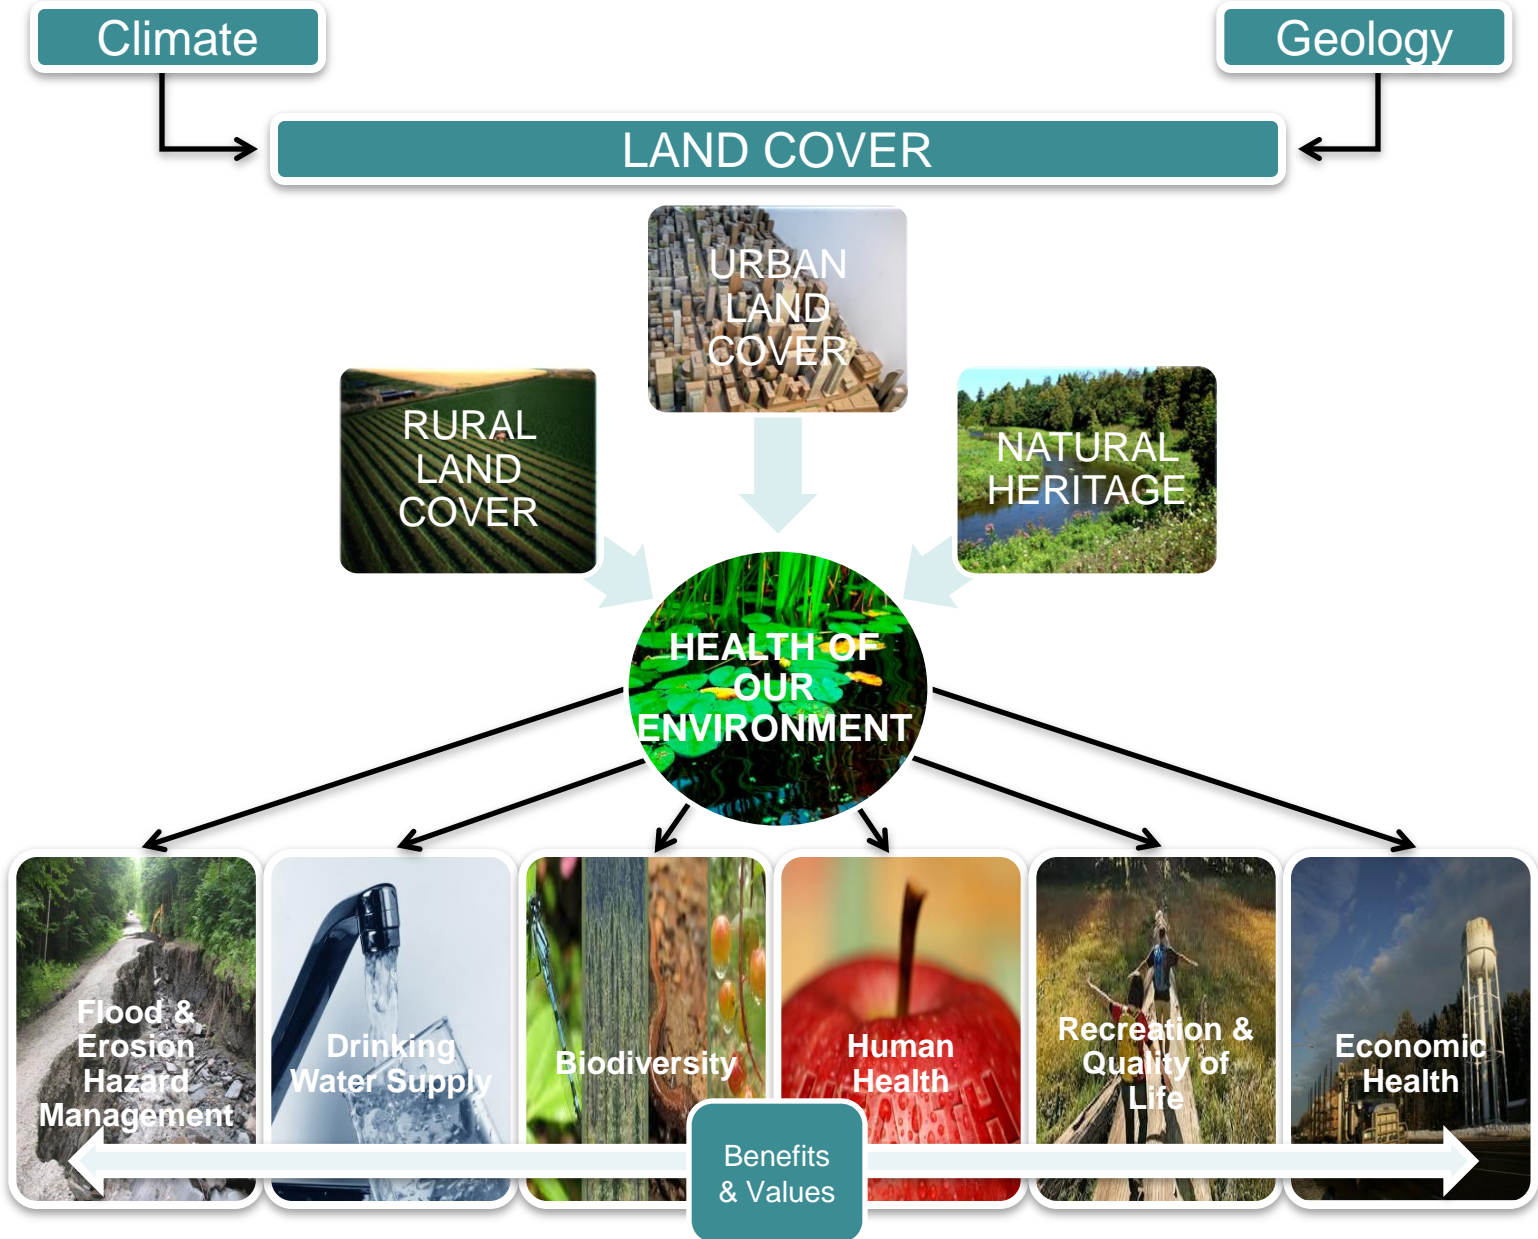 Climate
Geology
LAND COVER
URBAN
LAND
COVER
RURAL
LAND
COVER
NATURAL
HERITAGE
HEALTH OF
OUR
ENVIRONMENT
Flood &
Erosion
Hazard
Management
Drinking
Water Supply
Biodiversity
Human
Health
Recreation &
Quality of
Life
Economic
Health
Benefits
& Values